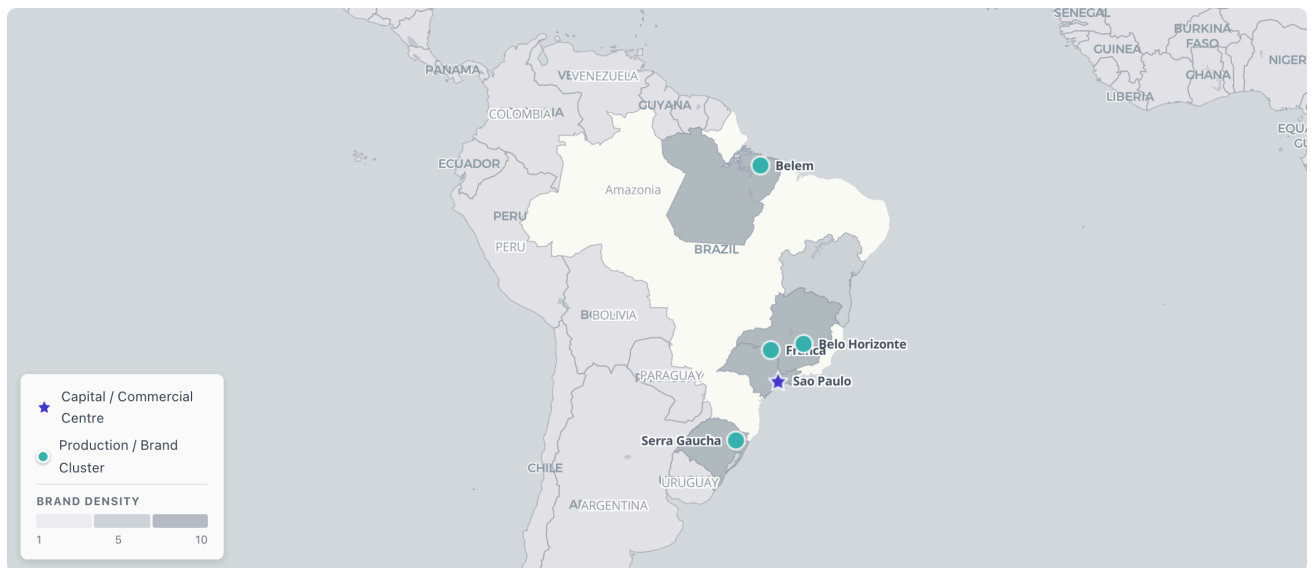 SENEGAL
BURKINA
FASO
GUINEA
NIGER
GHANA
LIBERIA
PANAMA
VENEZUELA
GUYANA
COLOMBIA
ECUADOR
Belem
Amazonia
PERU
PERU
BRAZIL
BOLIVIA
Franca
Belo Horizonte
PARAGUAY
Sao Paulo
Serra Gaucha
CHILE
URUGUAY
ARGENTINA
Capital / Commercial
Centre
Production / Brand
Cluster
BRAND DENSITY
1 5 10